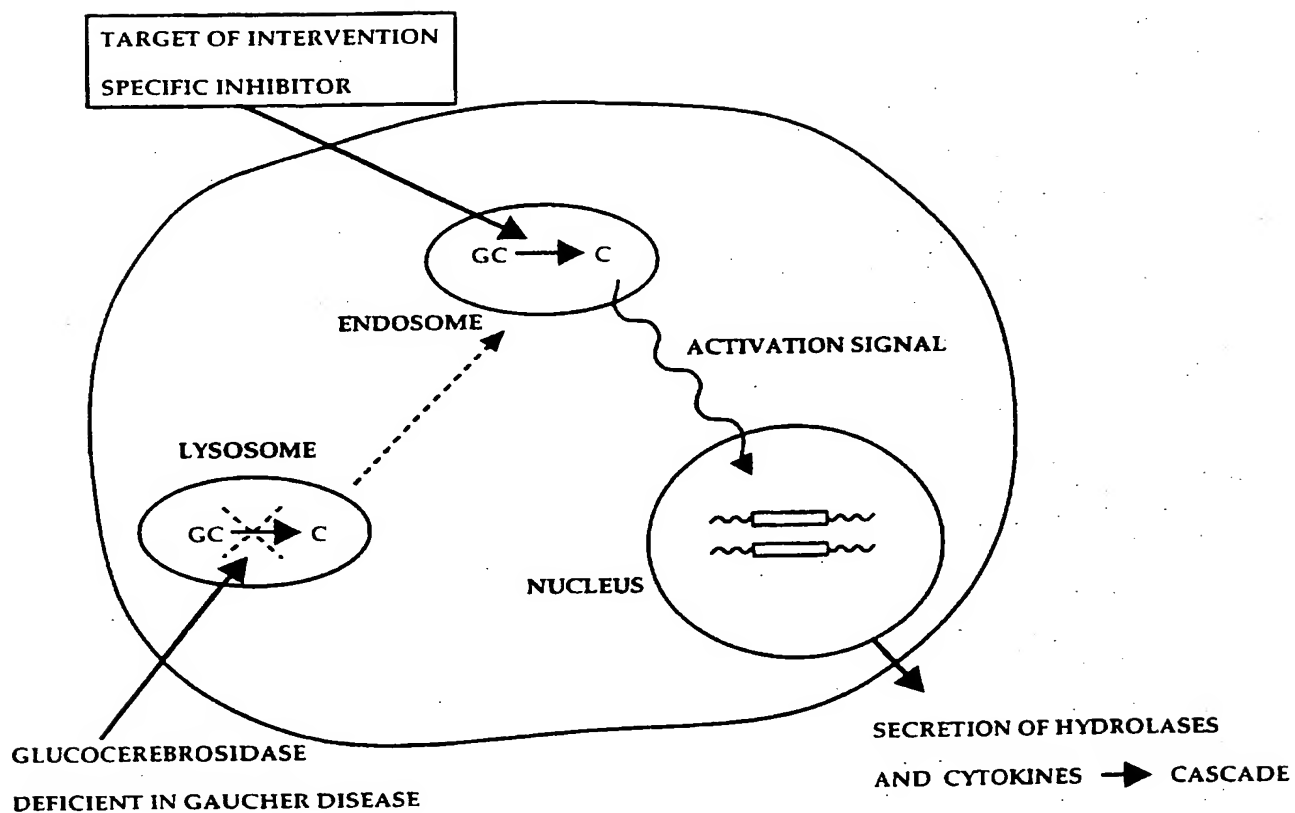 TARGET OF INTERVENTION
SPECIFIC INHIBITOR
GC C
ENDOSOME
ACTIVATION SIGNAL
LYSOSOME
GC C
NUCLEUS
GLUCOCEREBROSIDASE
DEFICIENT IN GAUCHER DISEASE
SECRETION OF HYDROLASES
AND CYTOKINES → CASCADE